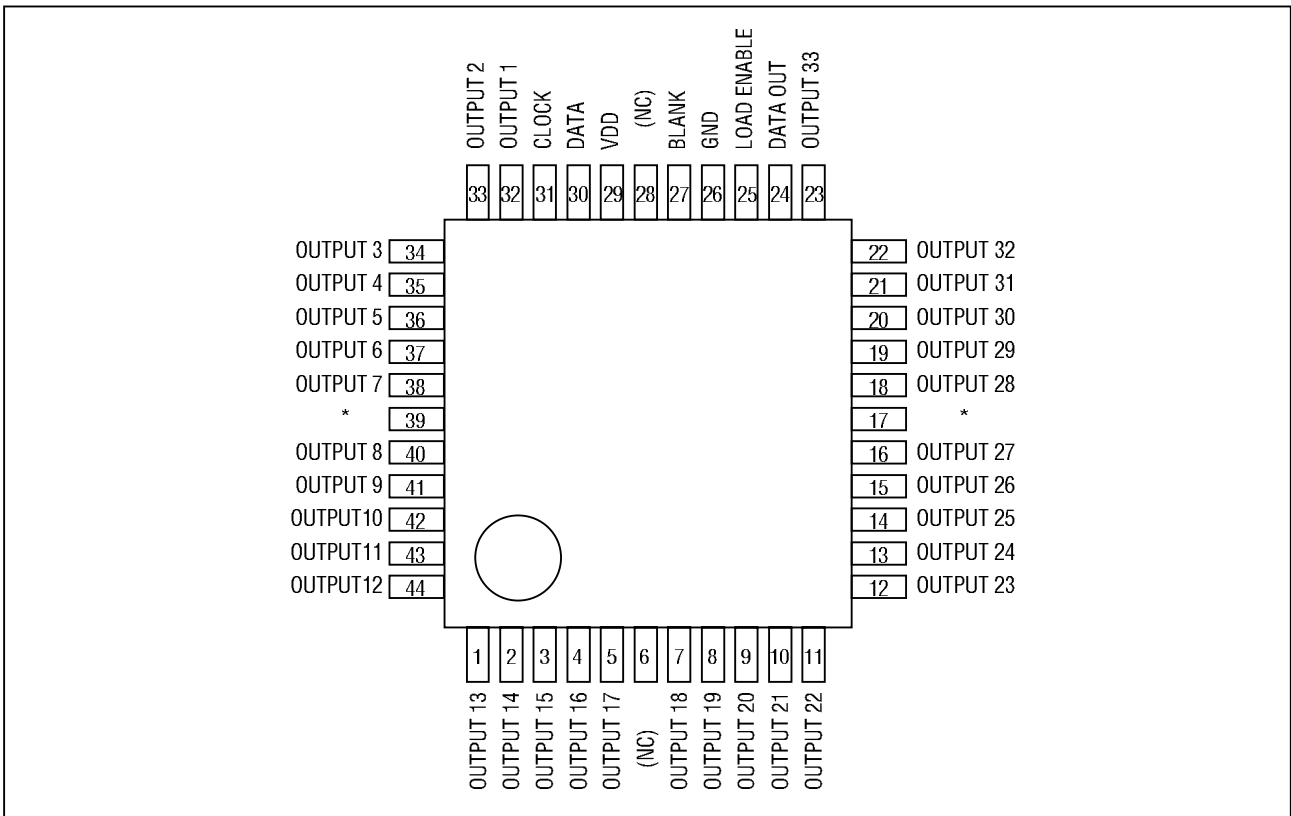 OUTPUT 2
OUTPUT 1
CLOCK
DATA
VDD
(NC)
BLANK
GND
LOAD ENABLE
DATA OUT
OUTPUT 33
33
32
31
30
29
28
27
26
25
24
23
OUTPUT 3 34
OUTPUT 4 35
OUTPUT 5 36
OUTPUT 6 37
OUTPUT 7 38
* 39
OUTPUT 8 40
OUTPUT 9 41
OUTPUT10 42
OUTPUT11 43
OUTPUT12 44
22 OUTPUT 32
21 OUTPUT 31
20 OUTPUT 30
19 OUTPUT 29
18 OUTPUT 28
17 *
16 OUTPUT 27
15 OUTPUT 26
14 OUTPUT 25
13 OUTPUT 24
12 OUTPUT 23
1
2
3
4
5
6
7
8
9
10
11
OUTPUT 13
OUTPUT 14
OUTPUT 15
OUTPUT 16
OUTPUT 17
(NC)
OUTPUT 18
OUTPUT 19
OUTPUT 20
OUTPUT 21
OUTPUT 22